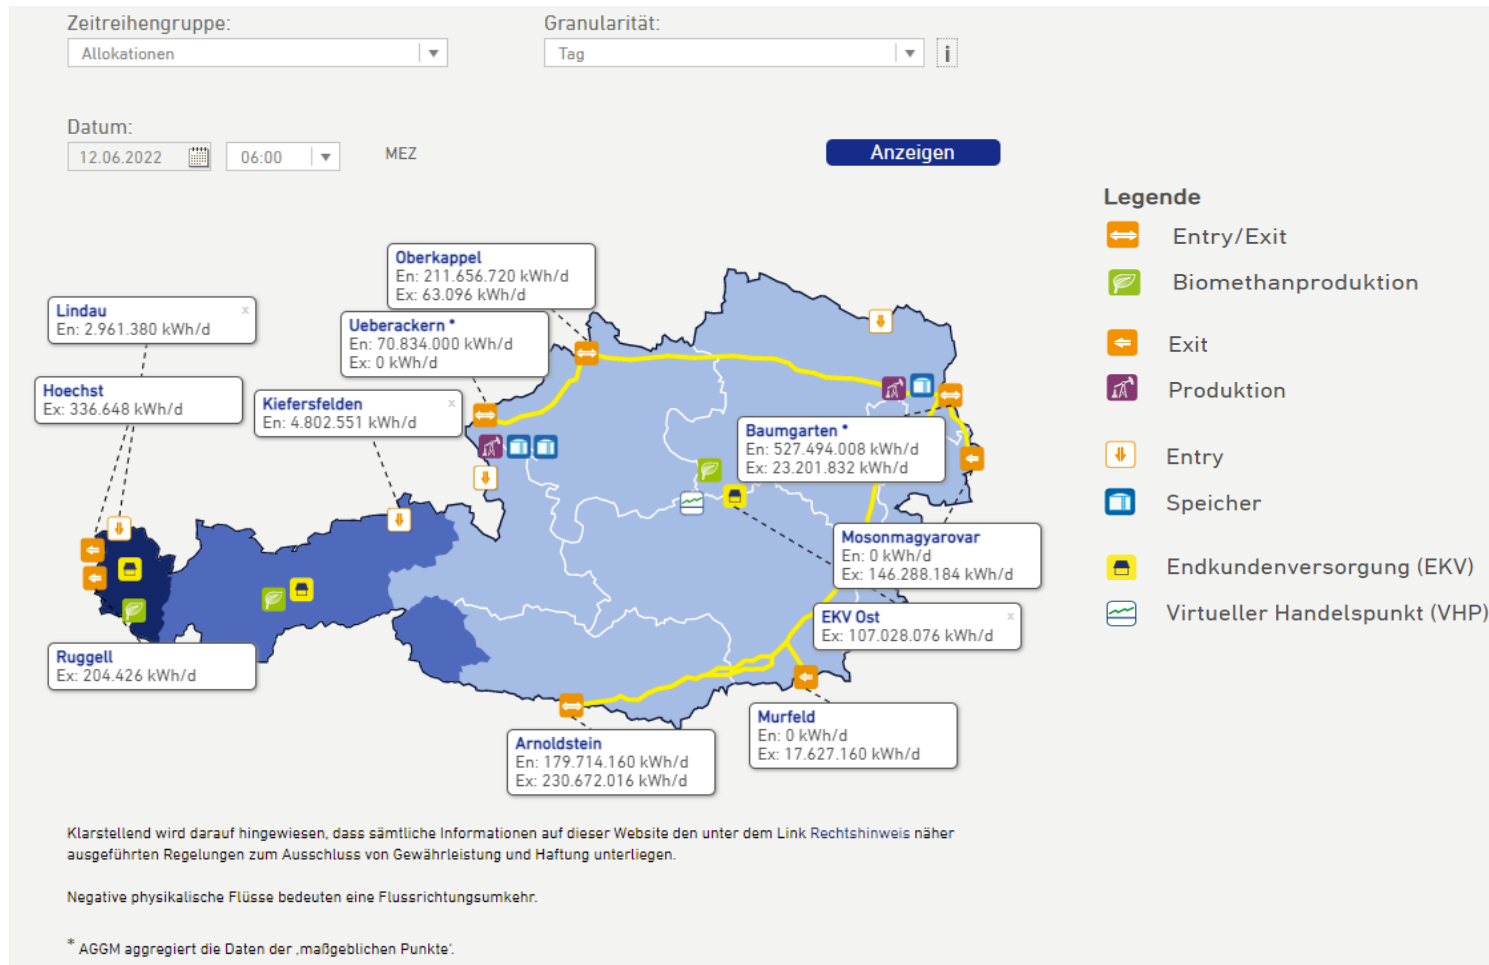 Zeitreihengruppe:
Granularität:
Allokationen
Tag
i
Datum:
12.06.2022
06:00
MEZ
Anzeigen
Legende
Entry/Exit
Biomethanproduktion
Exit
Produktion
Entry
Speicher
Endkundenversorgung (EKV)
Virtueller Handelspunkt (VHP)
Oberkappel
En: 211.656.720 kWh/d
Ex: 63.096 kWh/d
Lindau x
En: 2.961.380 kWh/d
Ueberackern *
En: 70.834.000 kWh/d
Ex: 0 kWh/d
Hoechst
Ex: 336.648 kWh/d
Kiefersfelden x
En: 4.802.551 kWh/d
Baumgarten *
En: 527.494.008 kWh/d
Ex: 23.201.832 kWh/d
Mosonmagyarovar
En: 0 kWh/d
Ex: 146.288.184 kWh/d
EKV Ost x
Ex: 107.028.076 kWh/d
Ruggell
Ex: 204.426 kWh/d
Murfeld
En: 0 kWh/d
Ex: 17.627.160 kWh/d
Arnoldstein
En: 179.714.160 kWh/d
Ex: 230.672.016 kWh/d
Klarstellend wird darauf hingewiesen, dass sämtliche Informationen auf dieser Website den unter dem Link Rechtshinweis näher
ausgeführten Regelungen zum Ausschluss von Gewährleistung und Haftung unterliegen.
Negative physikalische Flüsse bedeuten eine Flussrichtungsumkehr.
* AGGM aggregiert die Daten der ‚maßgeblichen Punkte‘.